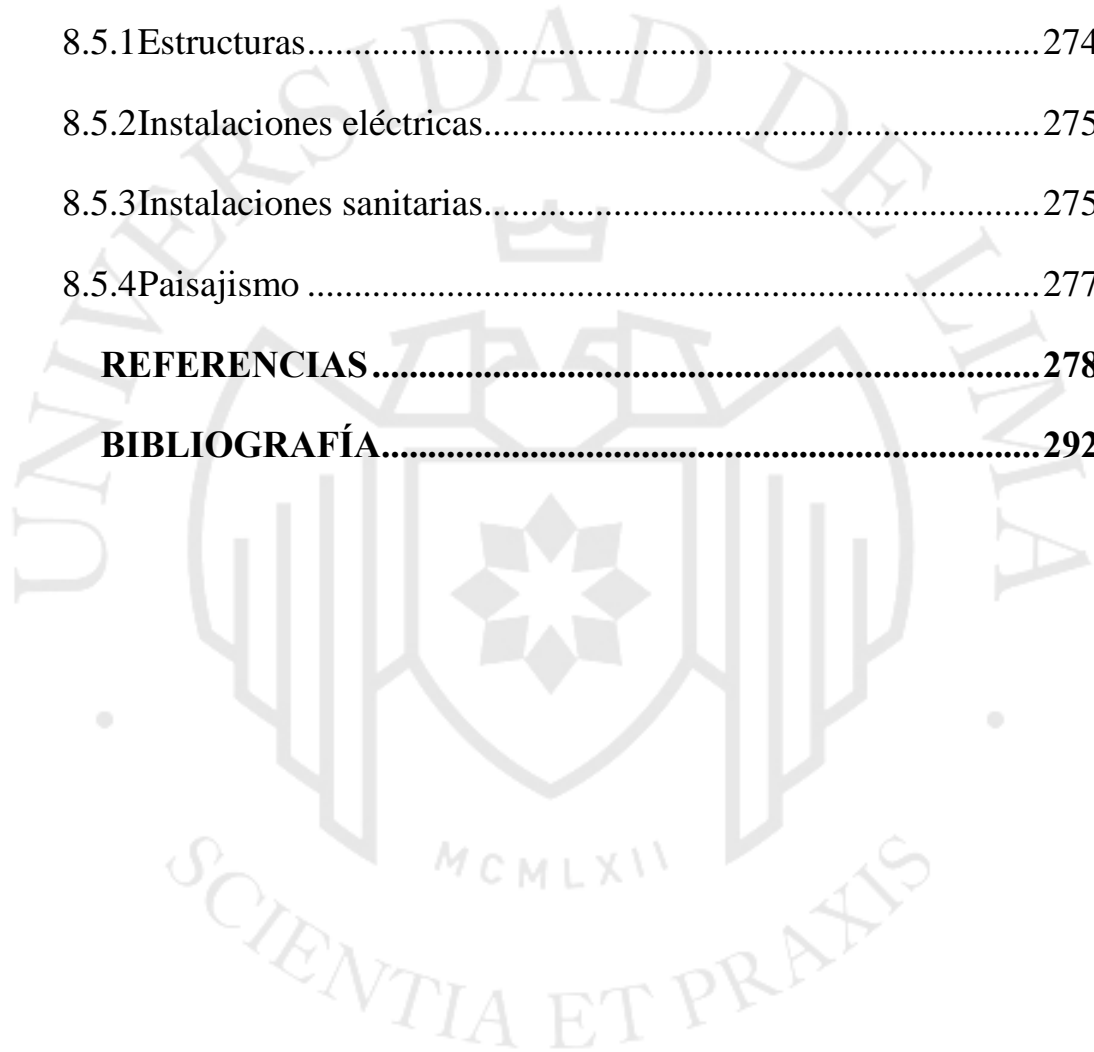 8.5.1Estructuras..............................................................................274
8.5.2Instalaciones eléctricas...........................................................275
8.5.3Instalaciones sanitarias...........................................................275
8.5.4Paisajismo ..............................................................................277
REFERENCIAS.......................................................................278
BIBLIOGRAFÍA......................................................................292
UNIVERSIDAD DE LIMA
MCMLXII
SCIENTIA ET PRAXIS